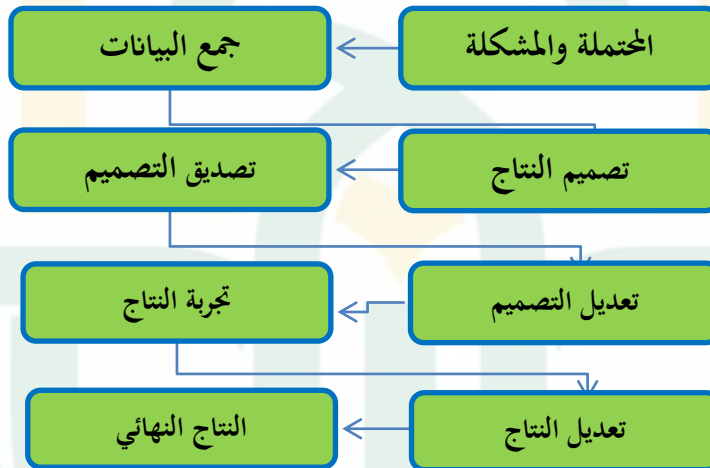 المحتملة والمشكلة
جمع البيانات
تصميم النتاج
تصديق التصميم
تعديل التصميم
تجربة النتاج
تعديل النتاج
النتاج النهائي